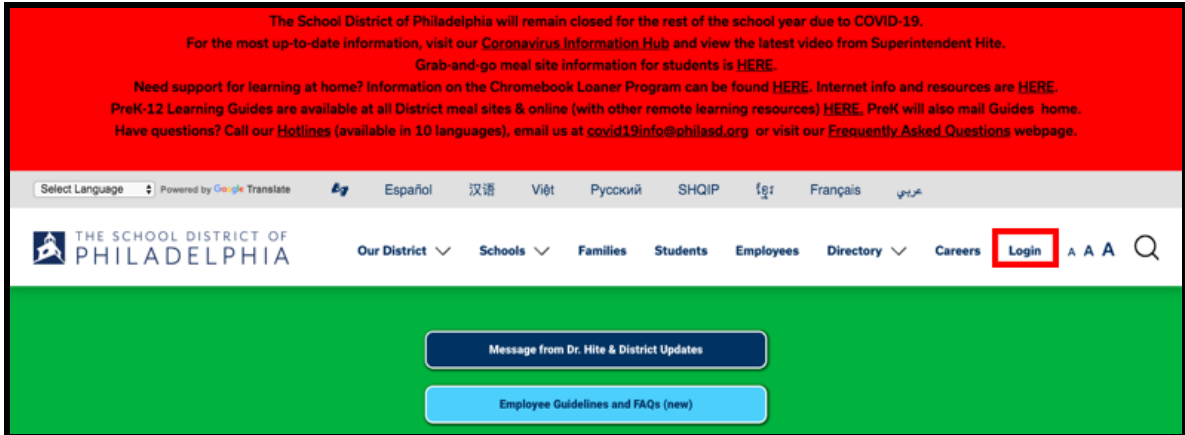 The School District of Philadelphia will remain closed for the rest of the school year due to COVID-19.
For the most up-to-date information, visit our Coronavirus Information Hub and view the latest video from Superintendent Hite.
Grab-and-go meal site information for students is HERE.
Need support for learning at home? Information on the Chromebook Loaner Program can be found HERE. Internet info and resources are HERE.
PreK-12 Learning Guides are available at all District meal sites & online (with other remote learning resources) HERE. PreK will also mail Guides home.
Have questions? Call our Hotlines (available in 10 languages), email us at covid19info@philasd.org or visit our Frequently Asked Questions webpage.
Select Language Powered by Google Translate Español 汉语 Việt Русский SHQIP ខ្មែរ Français عربي
THE SCHOOL DISTRICT OF
PHILADELPHIA
Our District Schools Families Students Employees Directory Careers Login A A A
Message from Dr. Hite & District Updates
Employee Guidelines and FAQs (new)